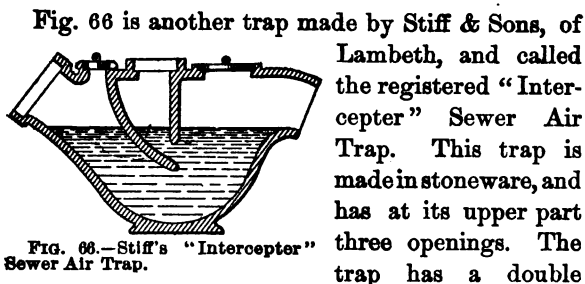 Fig. 66 is another trap made by Stiff & Sons, of
Lambeth, and called
the registered “Inter-
cepter” Sewer Air
Trap. This trap is
made in stoneware, and
has at its upper part
three openings. The
trap has a double
Fig. 66.—Stiff's "Intercepter"
Sewer Air Trap.